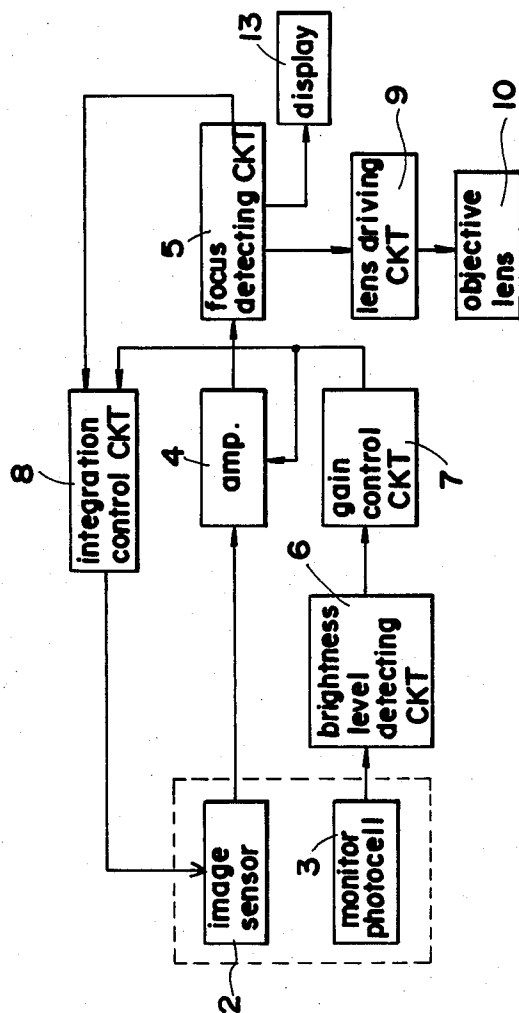 8
integration
control CKT
5
focus
detecting CKT
13
display
4
amp.
9
lens driving
CKT
10
objective
lens
7
gain
control
CKT
6
brightness
level
detecting
CKT
2
image
sensor
3
monitor
photocell